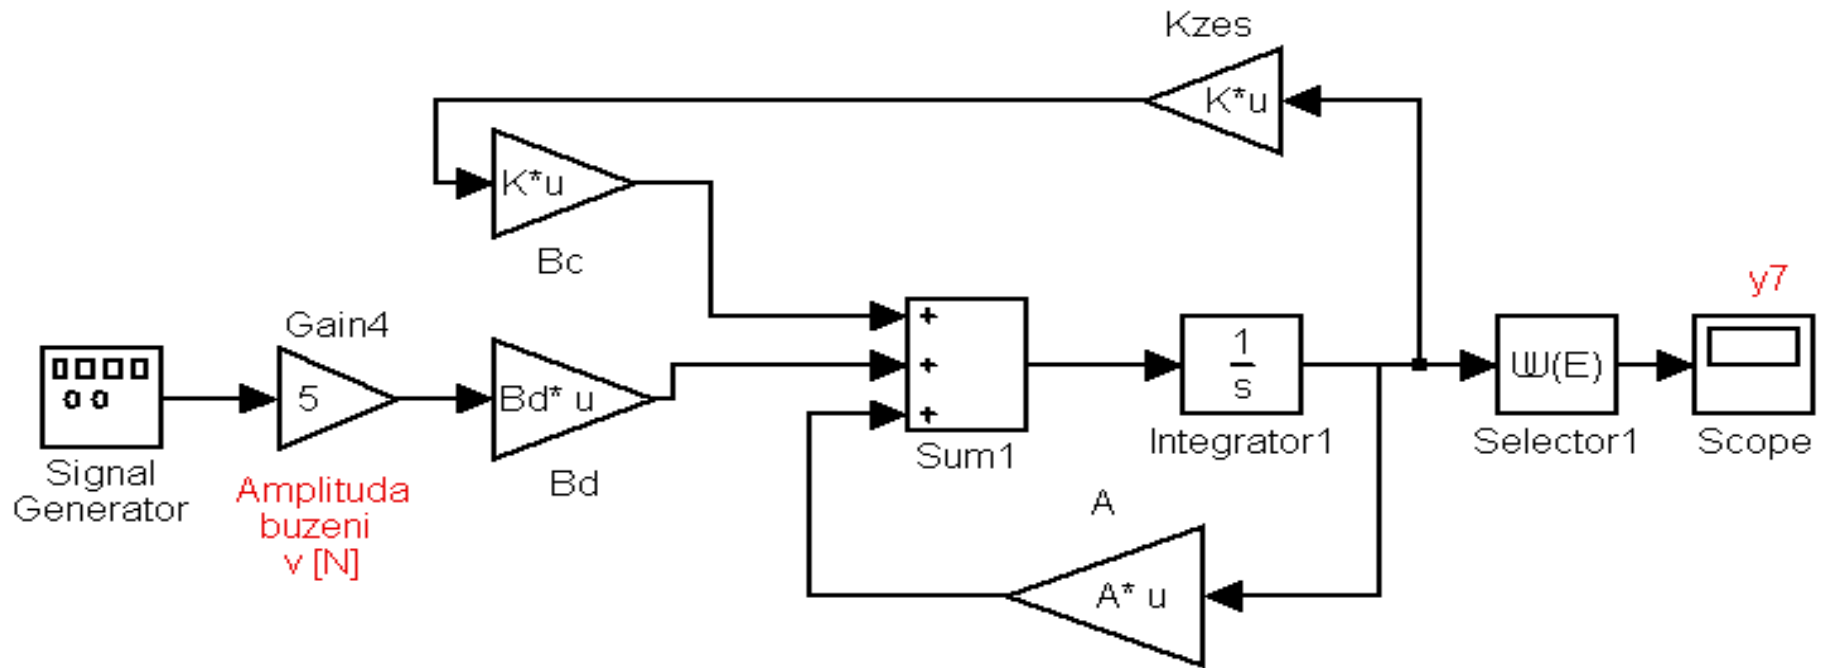 Kzes
K*u
K*u
Bc
y7
Gain4
5
Bd* u
Bd
+
+
+
Sum1
1
s
Integrator1
U(E)
Selector1
Scope
Signal
Generator
Amplituda
buzeni
v [N]
A
A* u